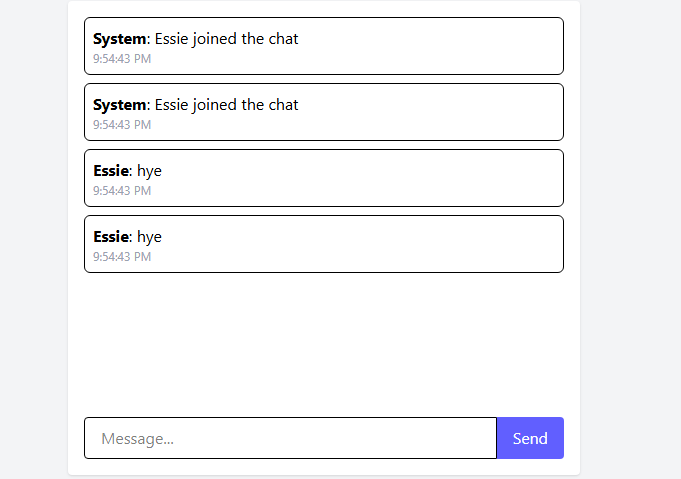 System: Essie joined the chat
9:54:43 PM
System: Essie joined the chat
9:54:43 PM
Essie: hye
9:54:43 PM
Essie: hye
9:54:43 PM
Message... Send